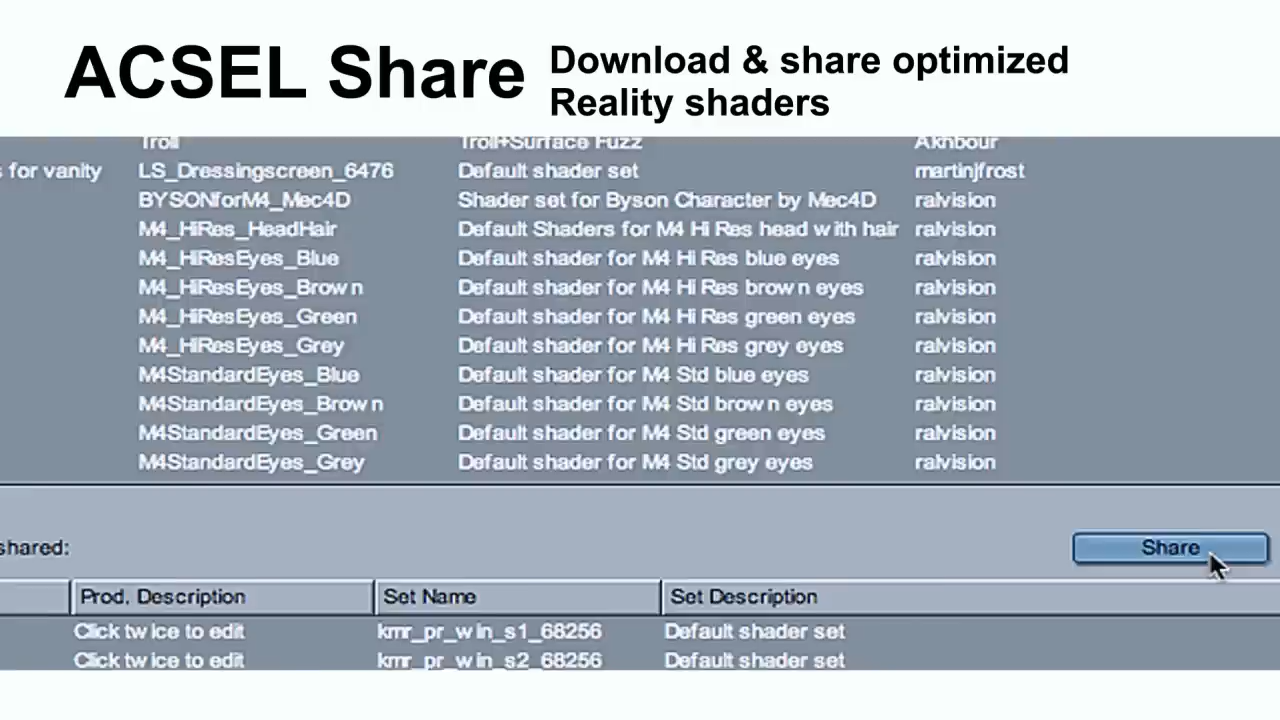 ACSEL Share Download & share optimized
Reality shaders
Troll Troll+Surface Fuzz Akhbour
s for vanity LS_Dressingscreen_6476 Default shader set martinjfrost
BYSONforM4_Mec4D Shader set for Byson Character by Mec4D ralvision
M4_HiRes_HeadHair Default Shaders for M4 Hi Res head with hair ralvision
M4_HiResEyes_Blue Default shader for M4 Hi Res blue eyes ralvision
M4_HiResEyes_Brown Default shader for M4 Hi Res brown eyes ralvision
M4_HiResEyes_Green Default shader for M4 Hi Res green eyes ralvision
M4_HiResEyes_Grey Default shader for M4 Hi Res grey eyes ralvision
M4StandardEyes_Blue Default shader for M4 Std blue eyes ralvision
M4StandardEyes_Brown Default shader for M4 Std brown eyes ralvision
M4StandardEyes_Green Default shader for M4 Std green eyes ralvision
M4StandardEyes_Grey Default shader for M4 Std grey eyes ralvision
shared: Share
Prod. Description Set Name Set Description
Click twice to edit kmr_pr_win_s1_68256 Default shader set
Click twice to edit kmr_pr_win_s2_68256 Default shader set